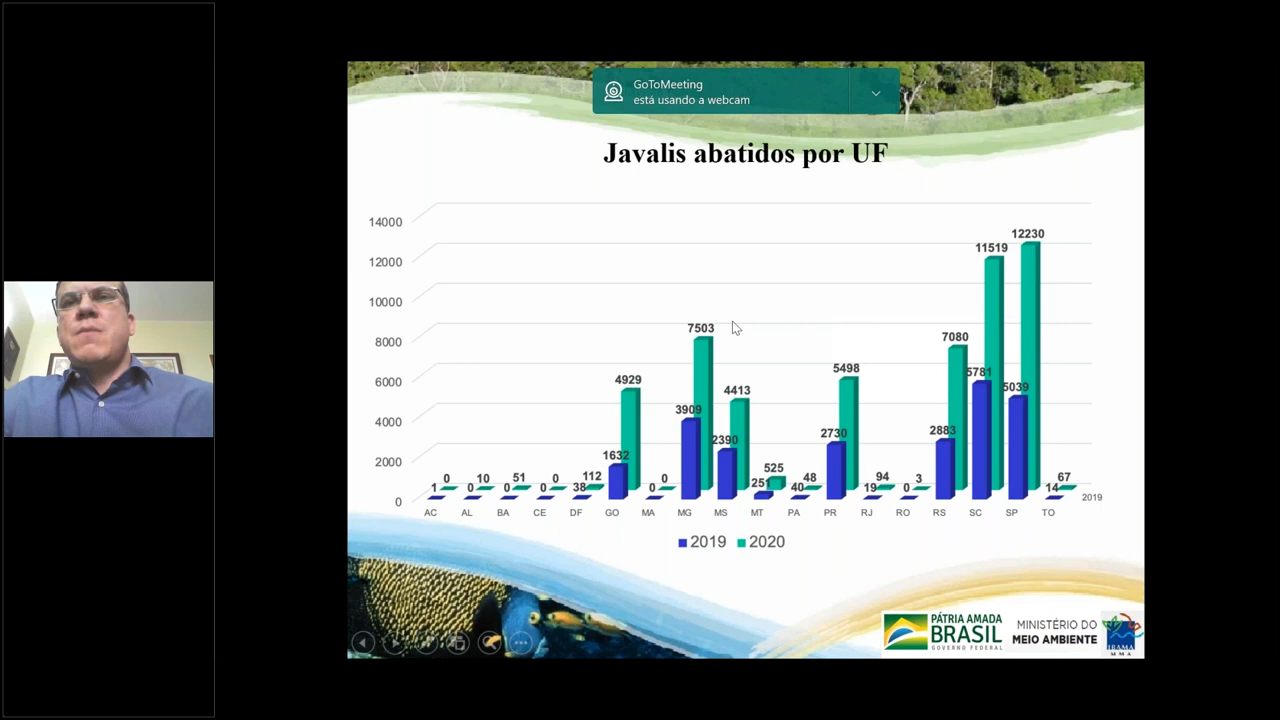 GoToMeeting
está usando a webcam
Javalis abatidos por UF
14000
12000
10000
8000
6000
4000
2000
0
1 0 0 10 0 51 0 0 38 112 1632 4929 0 0 3909 7503 2390 4413 251 525 40 48 2730 5498 19 94 0 3 2883 7080 5781 11519 5039 12230 14 67
2019
AC AL BA CE DF GO MA MG MS MT PA PR RJ RO RS SC SP TO
2019 2020
PÁTRIA AMADA
BRASIL
GOVERNO FEDERAL
MINISTÉRIO DO
MEIO AMBIENTE
IBAMA
M M A